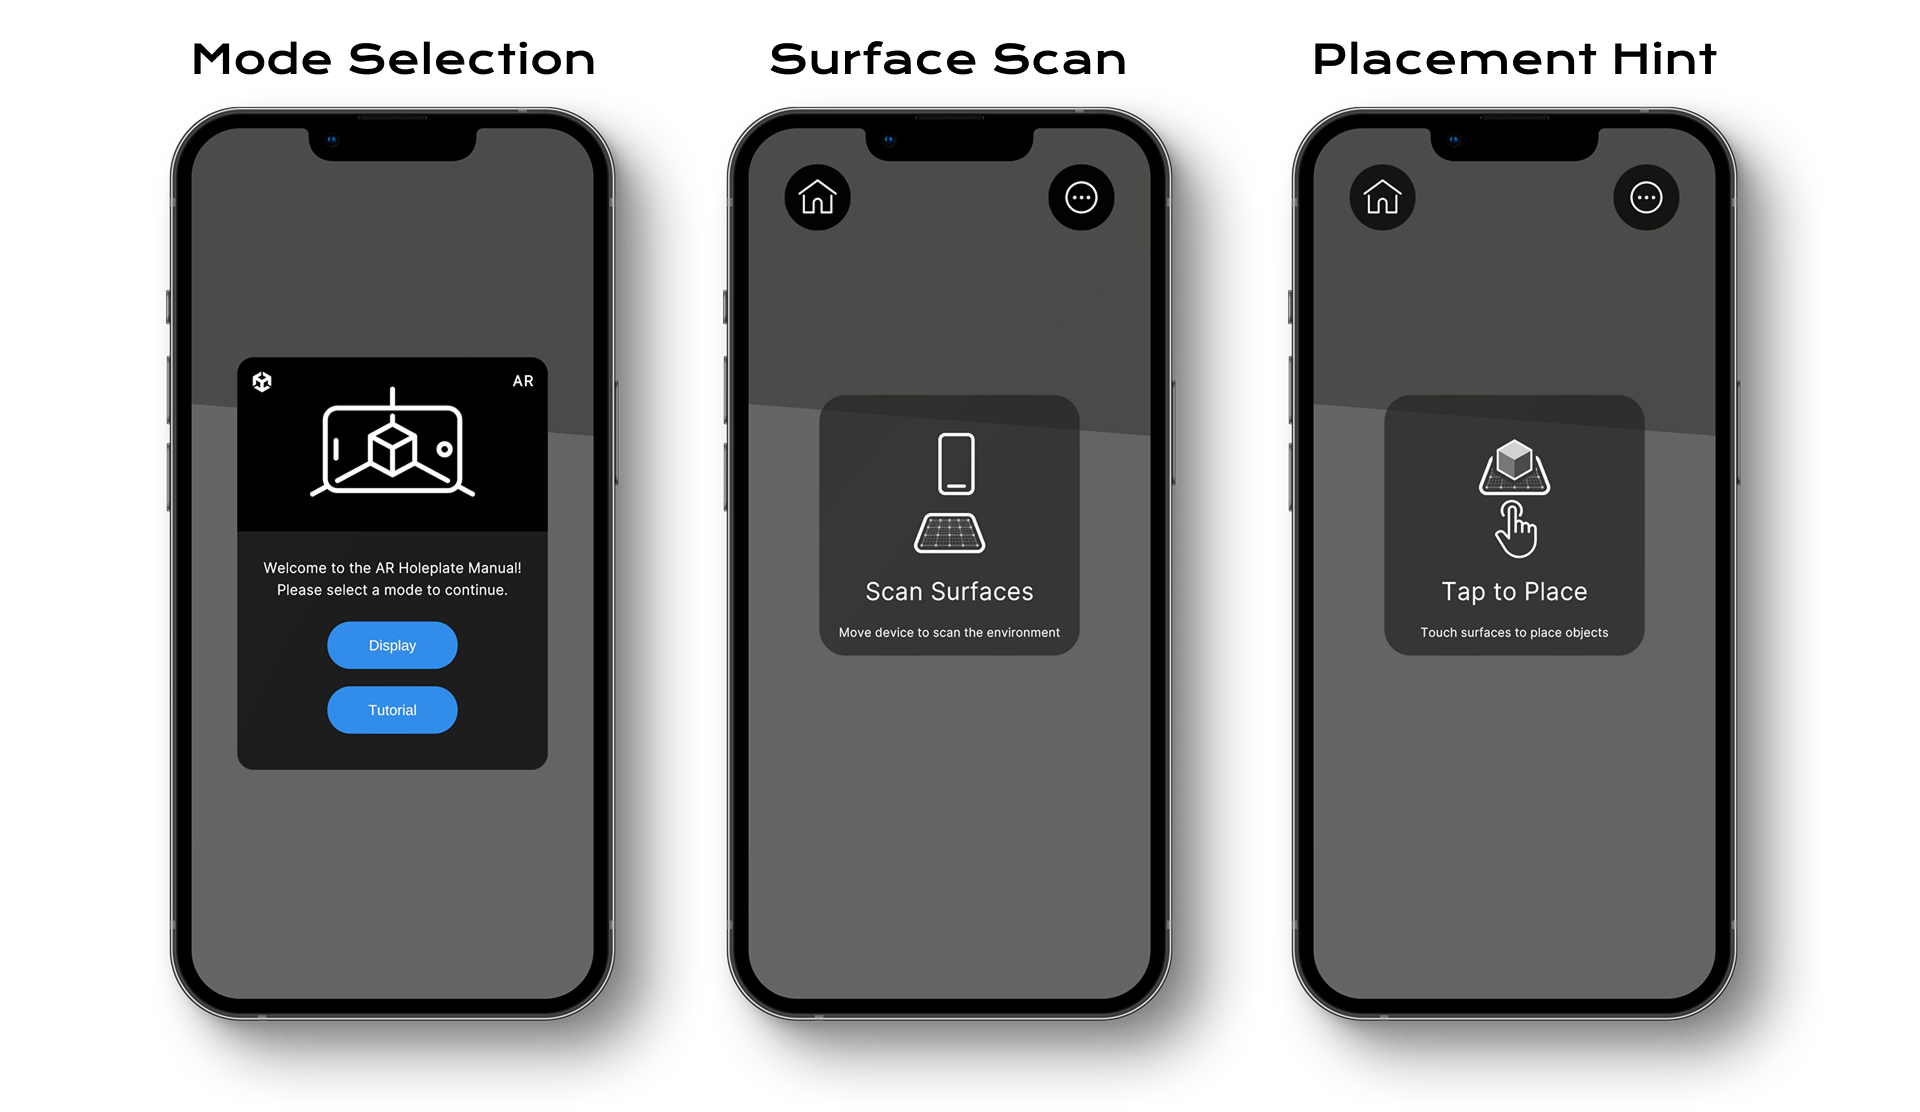 Mode Selection
Surface Scan
Placement Hint
AR
Welcome to the AR Holeplate Manual!
Please select a mode to continue.
Display
Tutorial
Scan Surfaces
Move device to scan the environment
Tap to Place
Touch surfaces to place objects